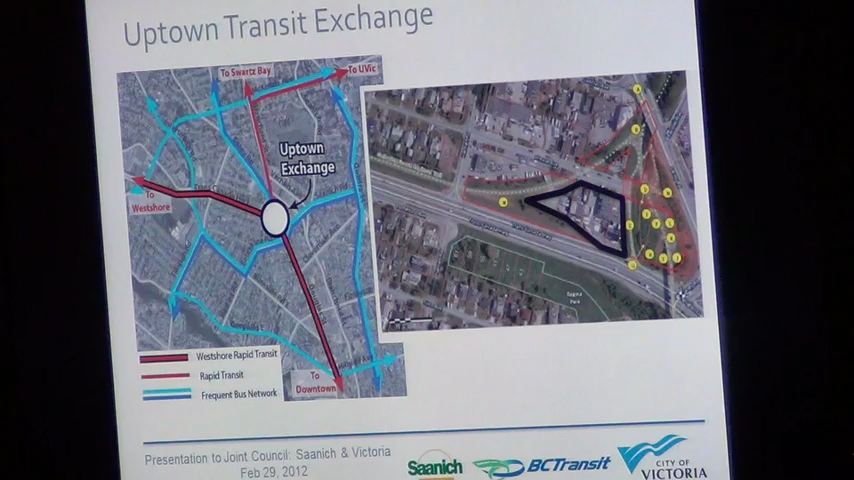 Uptown Transit Exchange
To Swartz Bay
To UVic
Uptown
Exchange
To
Westshore
To
Downtown
Westshore Rapid Transit
Rapid Transit
Frequent Bus Network
Park
Presentation to Joint Council: Saanich & Victoria
Feb 29, 2012
Saanich
BCTransit
CITY OF
VICTORIA